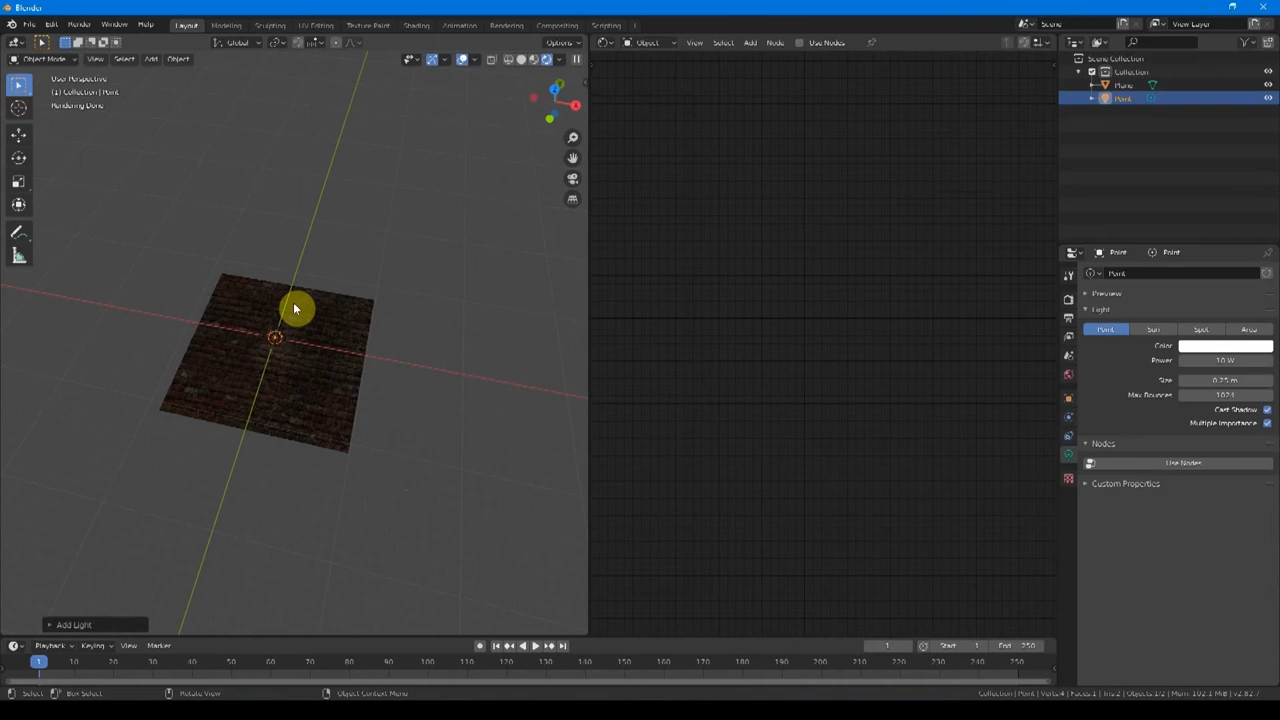 Blender
File Edit Render Window Help Layout Modeling Sculpting UV Editing Texture Paint Shading Animation Rendering Compositing Scripting Scene View Layer
Global Options Object View Select Add Node Use Nodes
Object Mode View Select Add Object
User Perspective
(1) Collection | Point
Rendering Done
Scene Collection
Collection
Plane
Point
Point Point
Point
Preview
Light
Point Sun Spot Area
Color
Power 10 W
Size 0.25 m
Max Bounces 1024
Cast Shadow
Multiple Importance
Nodes
Use Nodes
Custom Properties
Add Light
Playback Keying View Marker 1 Start 1 End 250
1 10 20 30 40 50 60 70 80 90 100 110 120 130 140 150 160 170 180 190 200 210 220 230 240 250
Select Box Select Rotate View Object Context Menu Collection | Point | Verts:4 | Faces:1 | Tris:2 | Objects:1/2 | Mem: 102.1 MiB | v2.82.7